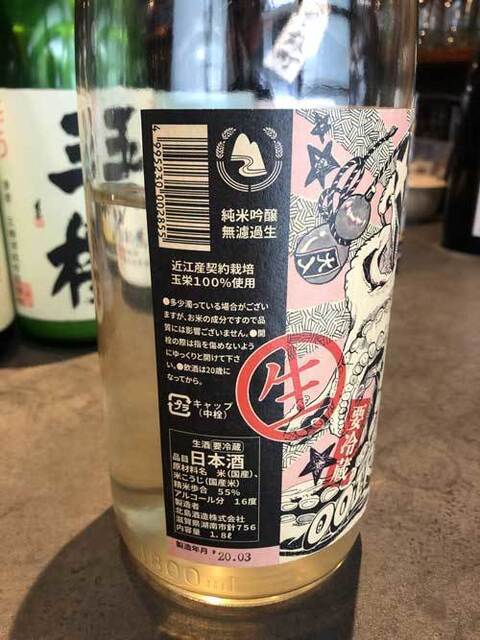 純米吟醸
無濾過生
近江産契約栽培
玉栄100%使用
●多少濁っている場合がござい
ますが、お米の成分ですので品
質には影響ございません。●開
栓の際は指を傷めないよう
にゆっくりと開けて下さ
い。●飲酒は20歳に
なってから。
キャップ
(中栓)
生
要冷蔵
生酒 要冷蔵
品目 日本酒
原材料名 米(国産)、
米こうじ(国産米)
精米歩合 55%
アルコール分 16度
製造者
北島酒造株式会社
滋賀県湖南市針756
内容量 1.8ℓ
製造年月 '20.03
1800ml